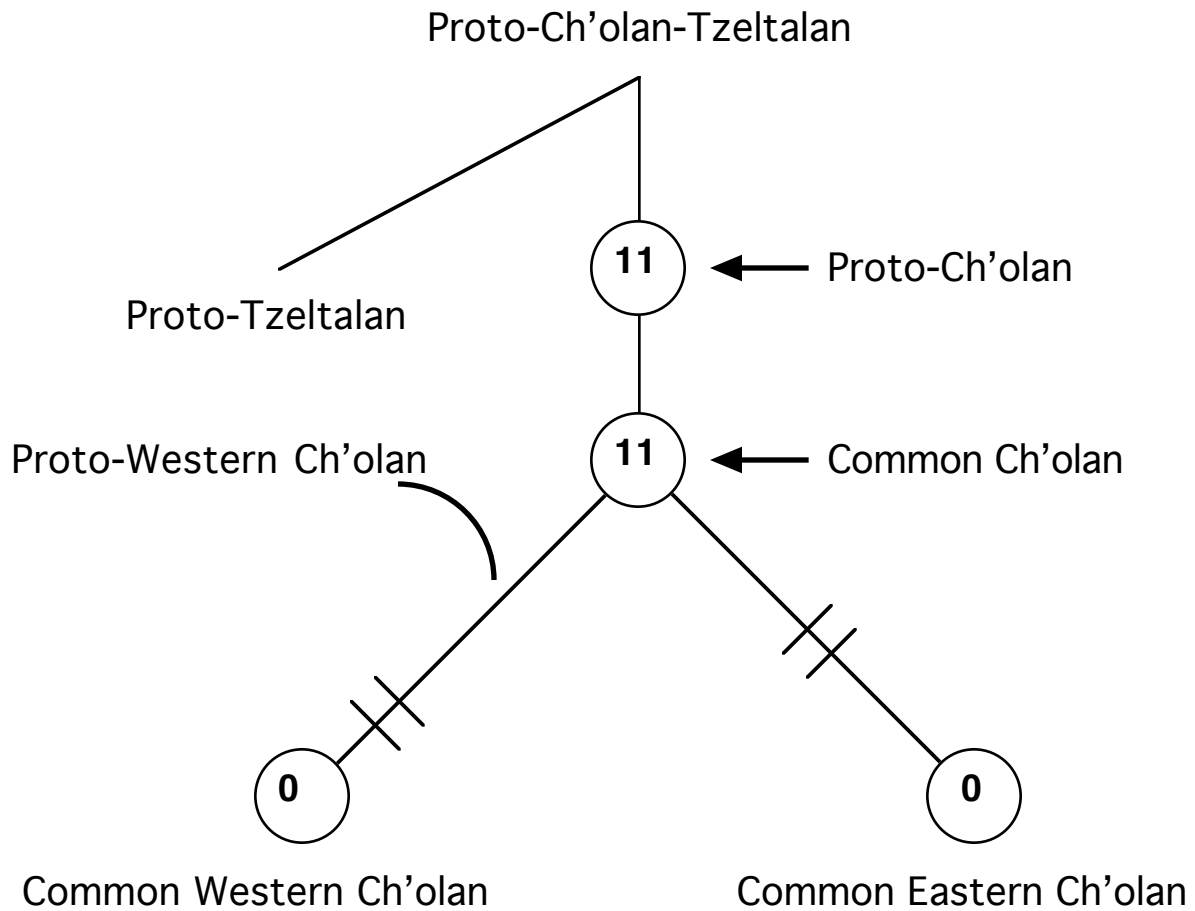 Proto-Ch’olan-Tzeltalan
11
Proto-Ch’olan
Proto-Tzeltalan
Proto-Western Ch’olan
11
Common Ch’olan
0
0
Common Western Ch’olan
Common Eastern Ch’olan